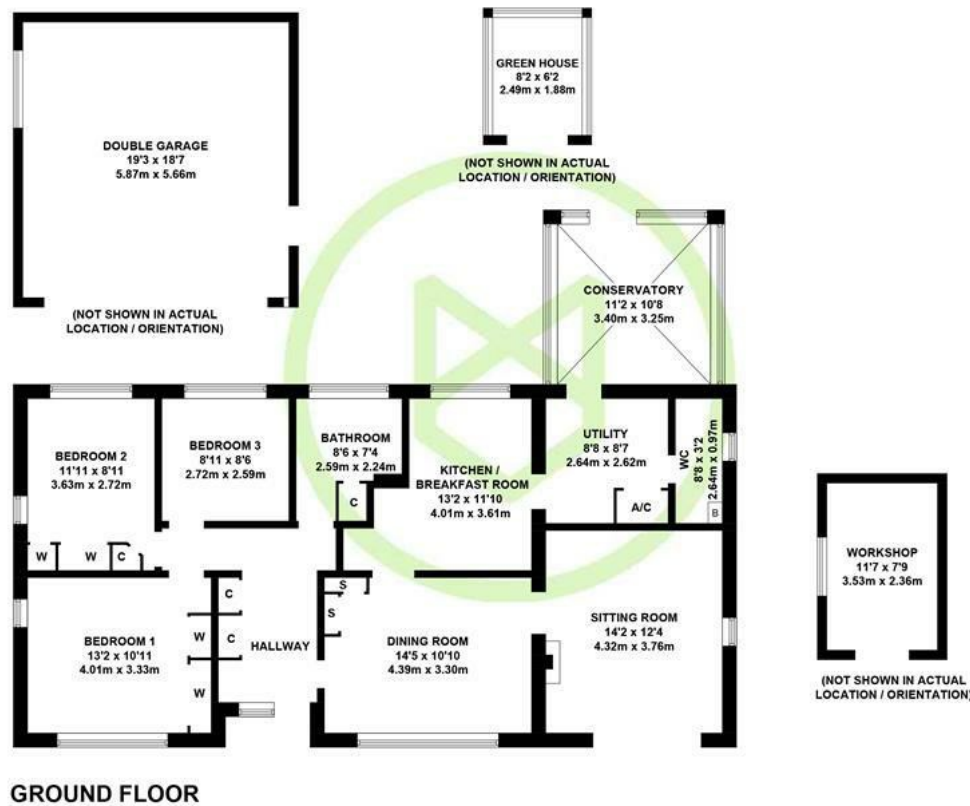 DOUBLE GARAGE
19'3 x 18'7
5.87m x 5.66m
(NOT SHOWN IN ACTUAL
LOCATION / ORIENTATION)
GREEN HOUSE
8'2 x 6'2
2.49m x 1.88m
(NOT SHOWN IN ACTUAL
LOCATION / ORIENTATION)
CONSERVATORY
11'2 x 10'8
3.40m x 3.25m
BEDROOM 2
11'11 x 8'11
3.63m x 2.72m
W
W
C
BEDROOM 3
8'11 x 8'6
2.72m x 2.59m
BATHROOM
8'6 x 7'4
2.59m x 2.24m
C
KITCHEN /
BREAKFAST ROOM
13'2 x 11'10
4.01m x 3.61m
UTILITY
8'8 x 8'7
2.64m x 2.62m
A/C
WC
8'8 x 3'2
2.64m x 0.97m
B
BEDROOM 1
13'2 x 10'11
4.01m x 3.33m
C
W
C
W
HALLWAY
S
S
DINING ROOM
14'5 x 10'10
4.39m x 3.30m
SITTING ROOM
14'2 x 12'4
4.32m x 3.76m
WORKSHOP
11'7 x 7'9
3.53m x 2.36m
(NOT SHOWN IN ACTUAL
LOCATION / ORIENTATION)
GROUND FLOOR